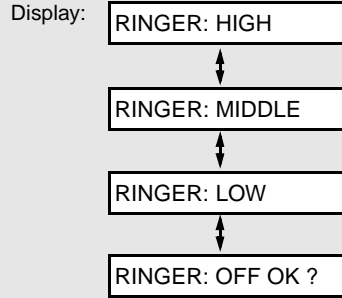 Display:
RINGER: HIGH
RINGER: MIDDLE
RINGER: LOW
RINGER: OFF OK ?